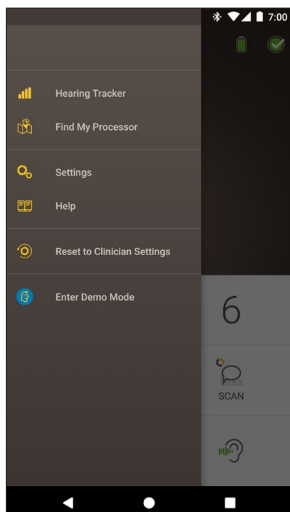 7:00
Hearing Tracker
Find My Processor
Settings
Help
Reset to Clinician Settings
Enter Demo Mode
6
SCAN